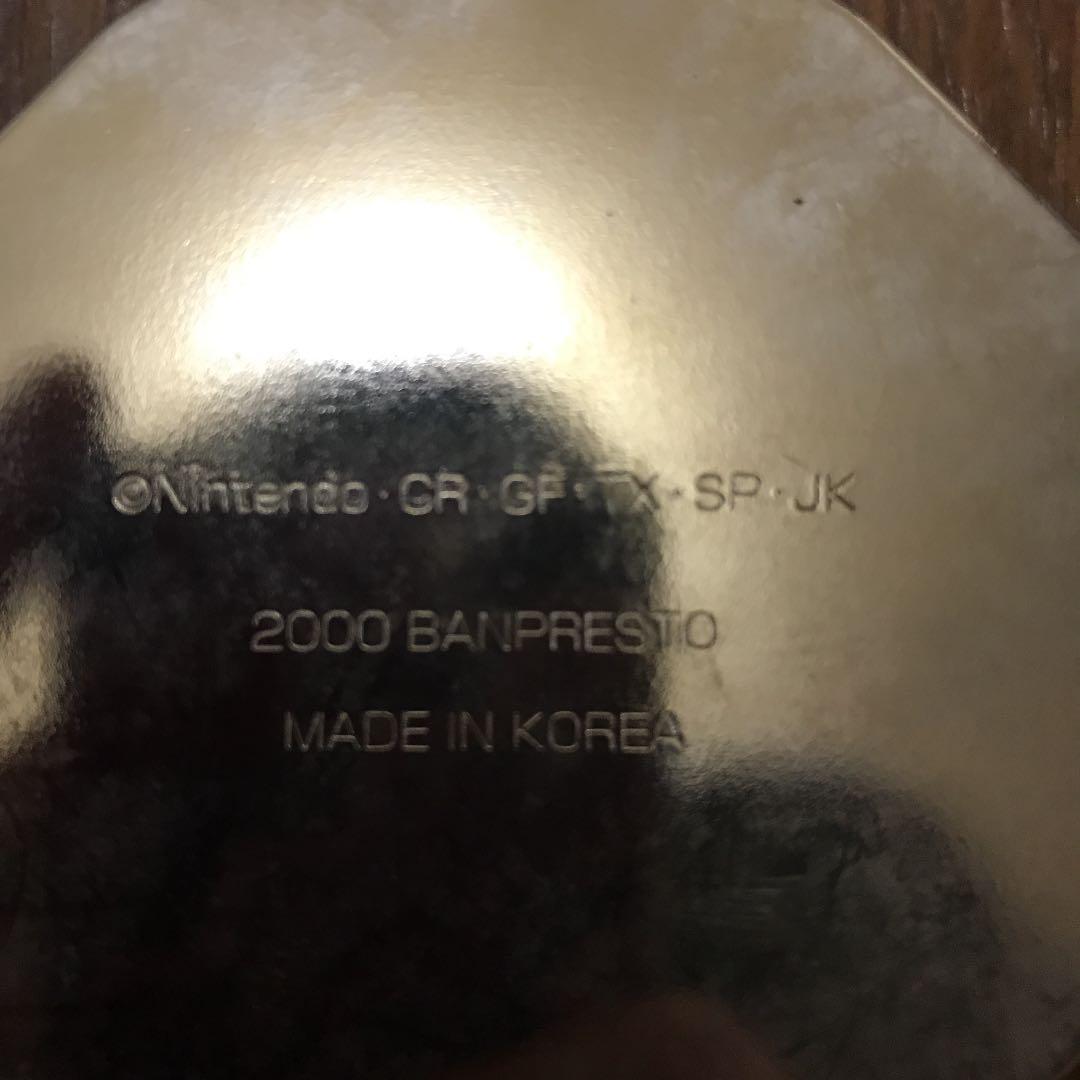 ©Nintendo・CR・GF・TX・SP・JK
2000 BANPRESTO
MADE IN KOREA